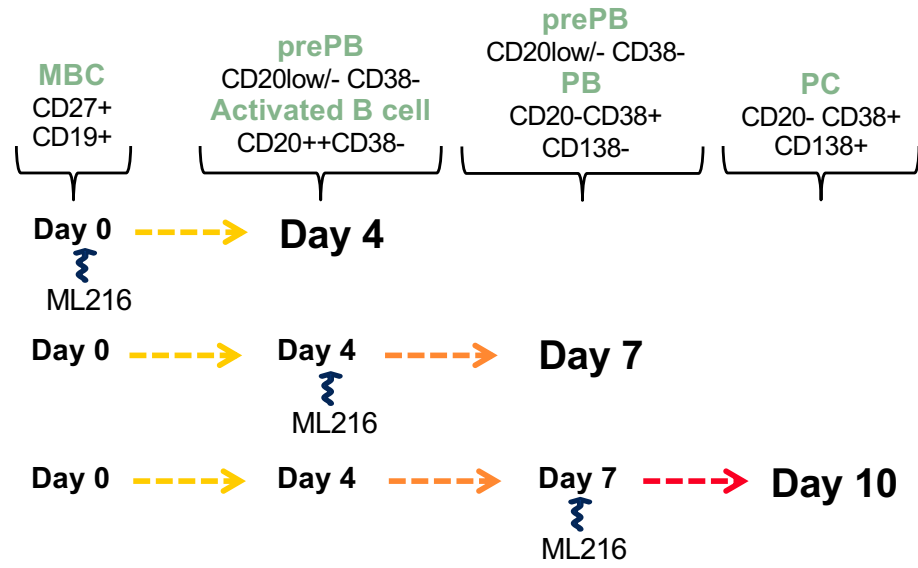 MBC
CD27+
CD19+
prePB
CD20low/- CD38-
Activated B cell
CD20++CD38-
prePB
CD20low/- CD38-
PB
CD20-CD38+
CD138-
PC
CD20- CD38+
CD138+
Day 0
Day 4
ML216
Day 0
Day 4
Day 7
ML216
Day 0
Day 4
Day 7
Day 10
ML216